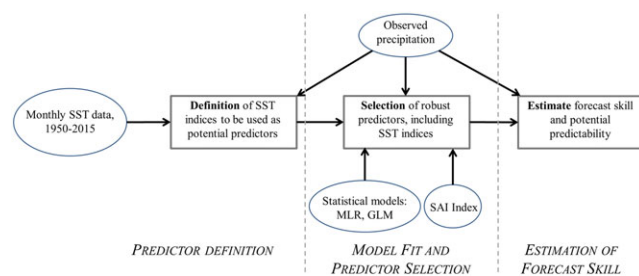 Observed
precipitation
Monthly SST data,
1950-2015
Definition of SST
indices to be used as
potential predictors
Selection of robust
predictors, including
SST indices
Estimate forecast skill
and potential
predictability
Statistical models:
MLR, GLM
SAI Index
PREDICTOR DEFINITION
MODEL FIT AND
PREDICTOR SELECTION
ESTIMATION OF
FORECAST SKILL